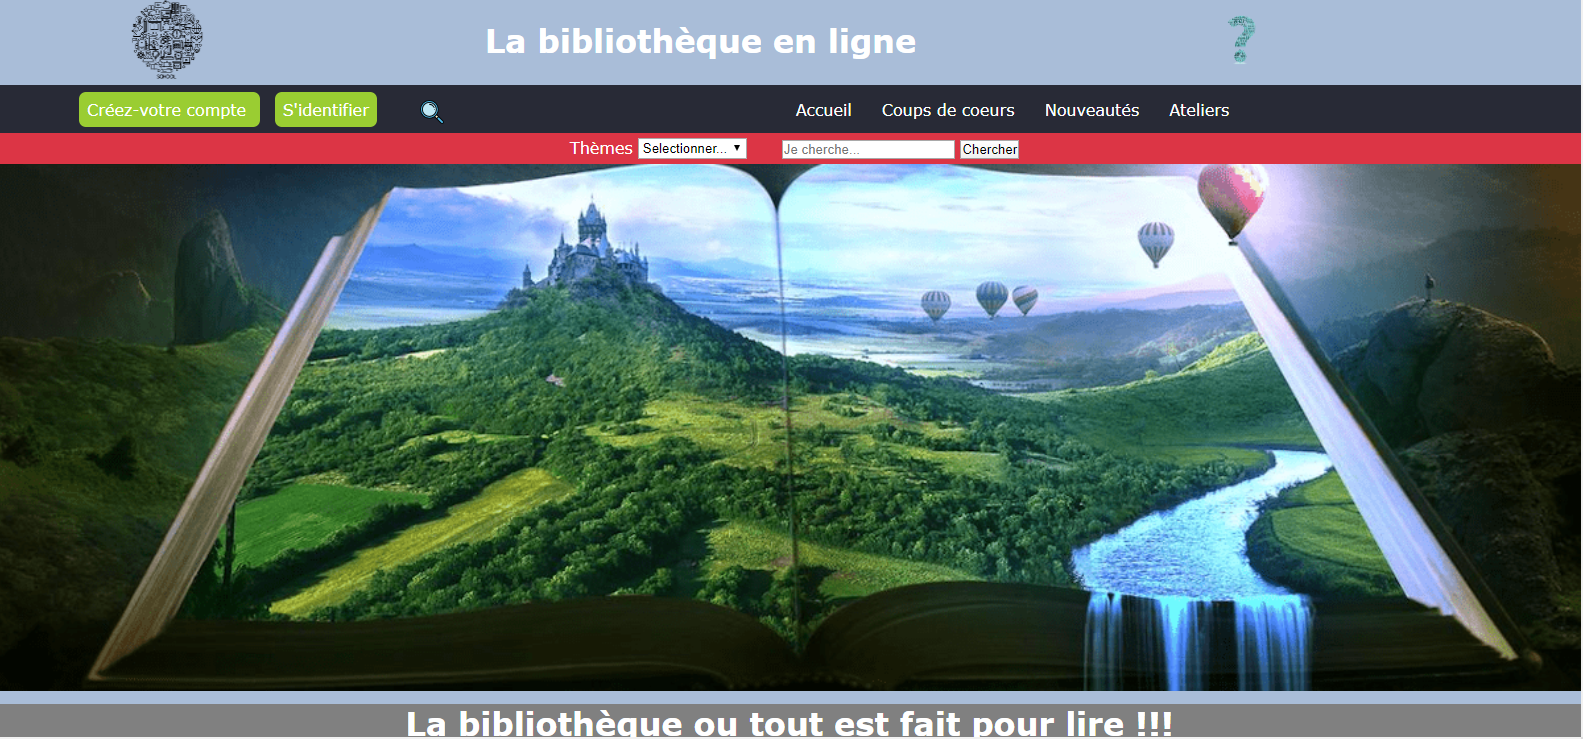 SCHOOL
La bibliothèque en ligne
Créez-votre compte S'identifier Accueil Coups de coeurs Nouveautés Ateliers
Thèmes Selectionner... Je cherche... Chercher
La bibliothèque ou tout est fait pour lire !!!